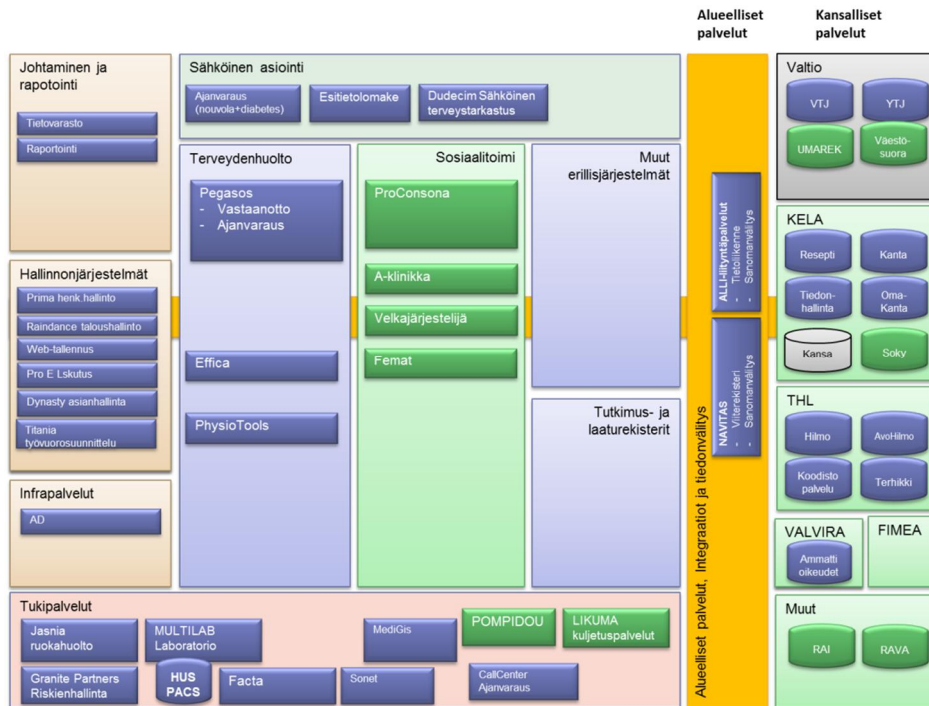 Alueelliset
palvelut
Kansalliset
palvelut
Johtaminen ja
rapotointi
Tietovarasto
Raportointi
Hallinnonjärjestelmät
Prima henk.hallinto
Raindance taloushallinto
Web-tallennus
Pro E Lskutus
Dynasty asianhallinta
Titania
työvuorosuunnittelu
Infrapalvelut
AD
Sähköinen asiointi
Ajanvaraus
(nouvola+diabetes)
Esitietolomake
Dudecim Sähköinen
terveystarkastus
Terveydenhuolto
Pegasos
- Vastaanotto
- Ajanvaraus
Effica
PhysioTools
Sosiaalitoimi
ProConsona
A-klinikka
Velkajärjestelijä
Femat
Muut
erillisjärjestelmät
Tutkimus- ja
laaturekisterit
Tukipalvelut
Jasnia
ruokahuolto
MULTILAB
Laboratorio
MediGis
POMPIDOU
LIKUMA
kuljetuspalvelut
Granite Partners
Riskienhallinta
HUS
PACS
Facta
Sonet
CallCenter
Ajanvaraus
Alueelliset palvelut, Integraatiot ja tiedonvälitys
ALLI-liityntäpalvelut
- Tietoliikenne
- Sanomanvälitys
NAVITAS
- Viiterekisteri
- Sanomanvälitys
Valtio
VTJ
YTJ
UMAREK
Väestö-
suora
KELA
Resepti
Kanta
Tiedon-
hallinta
Oma-
Kanta
Kansa
Soky
THL
Hilmo
AvoHilmo
Koodisto
palvelu
Terhikki
VALVIRA
Ammatti
oikeudet
FIMEA
Muut
RAI
RAVA